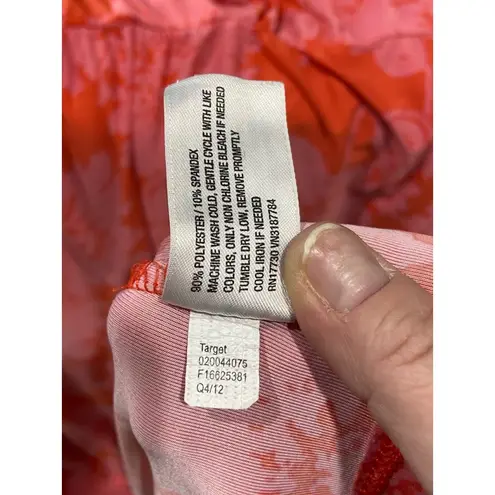 90% POLYESTER / 10% SPANDEX
MACHINE WASH COLD, GENTLE CYCLE WITH LIKE
COLORS, ONLY NON CHLORINE BLEACH IF NEEDED
TUMBLE DRY LOW, REMOVE PROMPTLY
COOL IRON IF NEEDED
RN17730 VN3187784
Target
020044075
F16625381
Q4/12